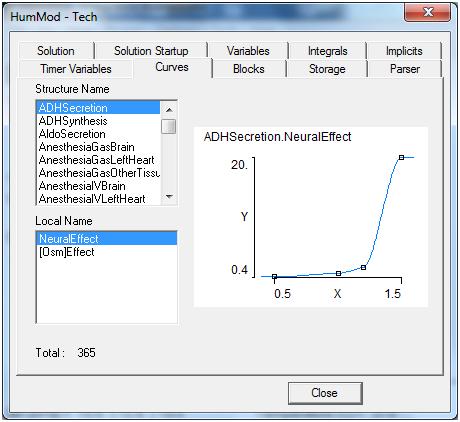 HumMod - Tech
Solution
Solution Startup
Variables
Integrals
Implicits
Timer Variables
Curves
Blocks
Storage
Parser
Structure Name
ADHSecretion
ADHSynthesis
AldoSecretion
AnesthesiaGasBrain
AnesthesiaGasLeftHeart
AnesthesiaGasOtherTissu
AnesthesiaIVBrain
AnesthesiaIVLeftHeart
Local Name
NeuralEffect
[Osm]Effect
ADHSecretion.NeuralEffect
20.
Y
0.4
0.5
X
1.5
Total : 365
Close